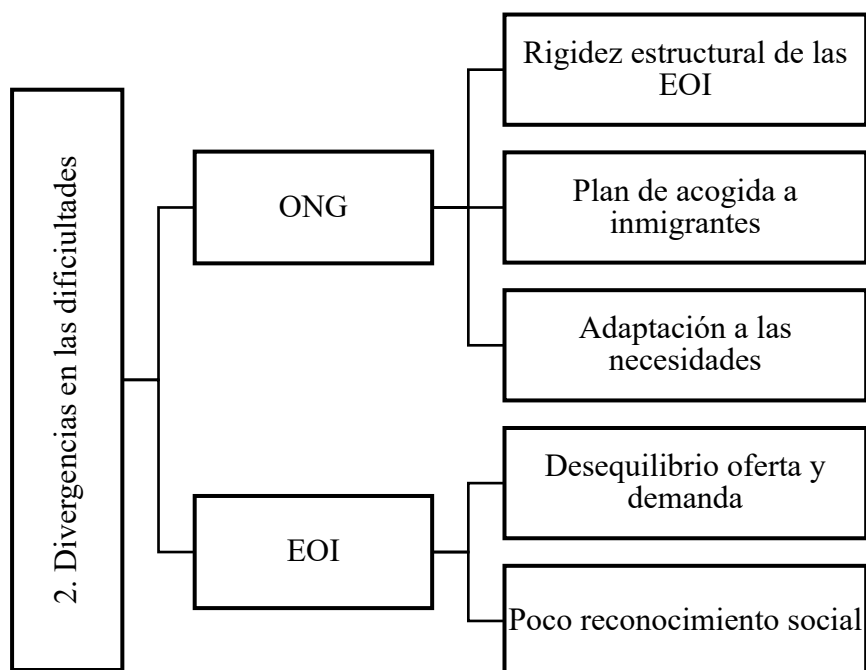 2. Divergencias en las dificiultades
ONG
Rigidez estructural de las
EOI
Plan de acogida a
inmigrantes
Adaptación a las
necesidades
EOI
Desequilibrio oferta y
demanda
Poco reconocimiento social